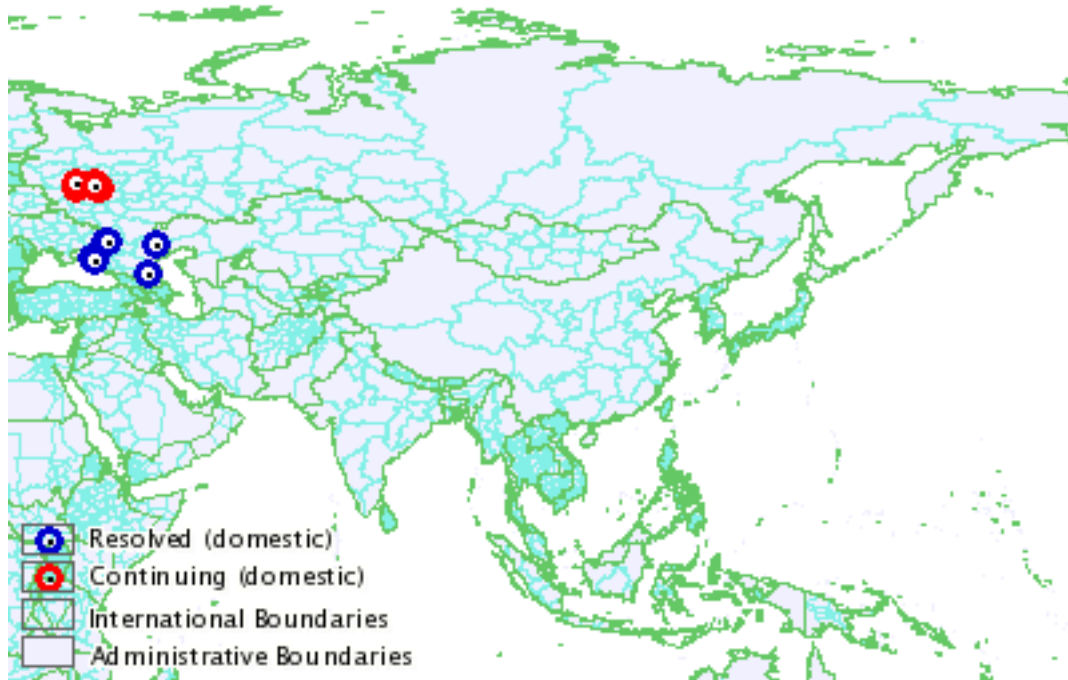 Resolved (domestic)
Continuing (domestic)
International Boundaries
Administrative Boundaries